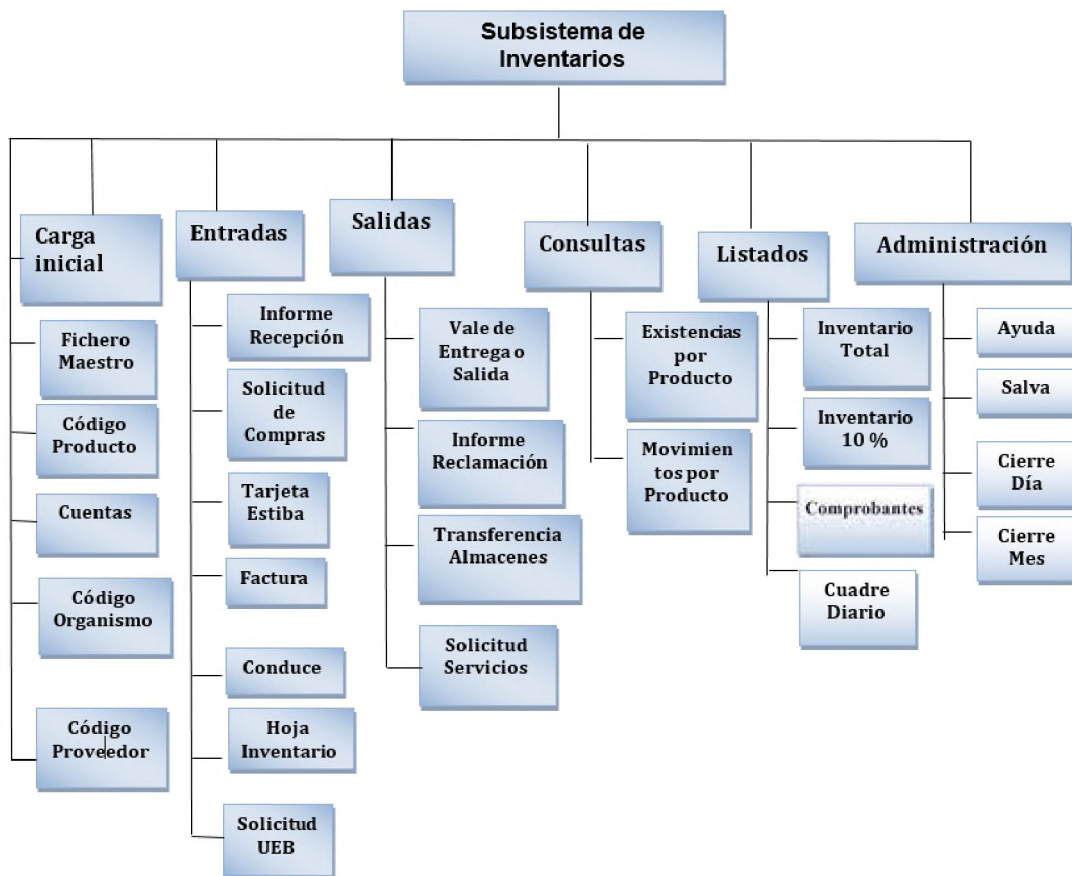 Subsistema de
Inventarios
Carga
inicial
Fichero
Maestro
Código
Producto
Cuentas
Código
Organismo
Código
Proveedor
Entradas
Informe
Recepción
Solicitud
de
Compras
Tarjeta
Estiba
Factura
Conduce
Hoja
Inventario
Solicitud
UEB
Salidas
Vale de
Entrega o
Salida
Informe
Reclamación
Transferencia
Almacenes
Solicitud
Servicios
Consultas
Existencias
por
Producto
Movimien
tos por
Producto
Listados
Inventario
Total
Inventario
10 %
Comprobantes
Cuadre
Diario
Administración
Ayuda
Salva
Cierre
Día
Cierre
Mes